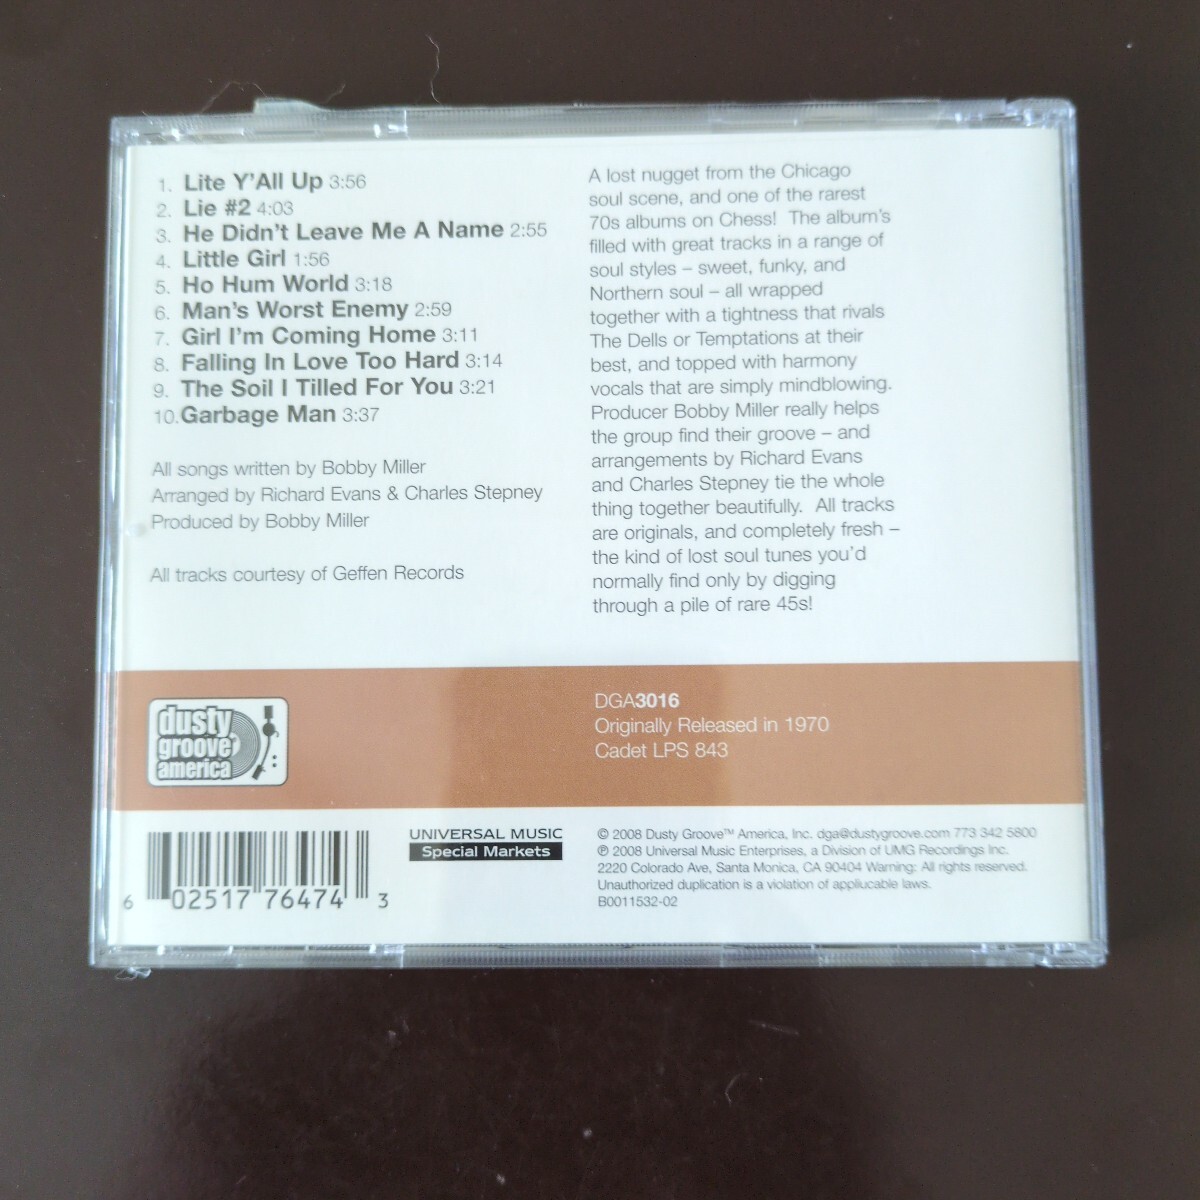 1. Lite Y'All Up 3:56
2. Lie #2 4:03
3. He Didn't Leave Me A Name 2:55
4. Little Girl 1:56
5. Ho Hum World 3:18
6. Man's Worst Enemy 2:59
7. Girl I'm Coming Home 3:11
8. Falling In Love Too Hard 3:14
9. The Soil I Tilled For You 3:21
10. Garbage Man 3:37
All songs written by Bobby Miller
Arranged by Richard Evans & Charles Stepney
Produced by Bobby Miller
All tracks courtesy of Geffen Records
A lost nugget from the Chicago
soul scene, and one of the rarest
70s albums on Chess! The album's
filled with great tracks in a range of
soul styles – sweet, funky, and
Northern soul – all wrapped
together with a tightness that rivals
The Dells or Temptations at their
best, and topped with harmony
vocals that are simply mindblowing.
Producer Bobby Miller really helps
the group find their groove – and
arrangements by Richard Evans
and Charles Stepney tie the whole
thing together beautifully. All tracks
are originals, and completely fresh –
the kind of lost soul tunes you'd
normally find only by digging
through a pile of rare 45s!
dusty
groove
america
DGA3016
Originally Released in 1970
Cadet LPS 843
6 02517 76474 3
UNIVERSAL MUSIC
Special Markets
© 2008 Dusty Groove™ America, Inc. dga@dustygroove.com 773 342 5800
℗ 2008 Universal Music Enterprises, a Division of UMG Recordings Inc.
2220 Colorado Ave, Santa Monica, CA 90404 Warning: All rights reserved.
Unauthorized duplication is a violation of appliucable laws.
B0011532-02